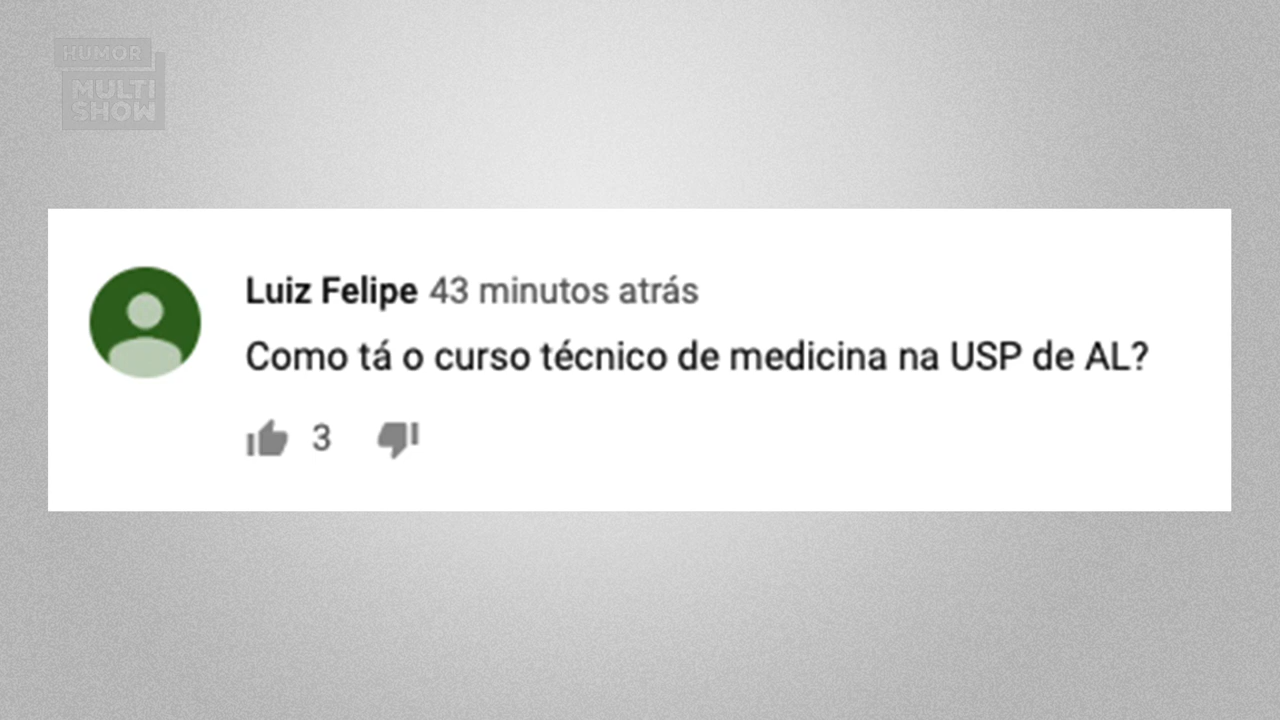 HUMOR
MULTI
SHOW
Luiz Felipe 43 minutos atrás
Como tá o curso técnico de medicina na USP de AL?
3